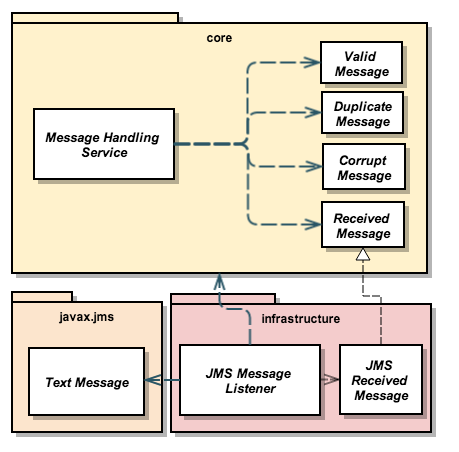 core
Valid
Message
Duplicate
Message
Message Handling
Service
Corrupt
Message
Received
Message
javax.jms
infrastructure
Text Message
JMS Message
Listener
JMS
Received
Message